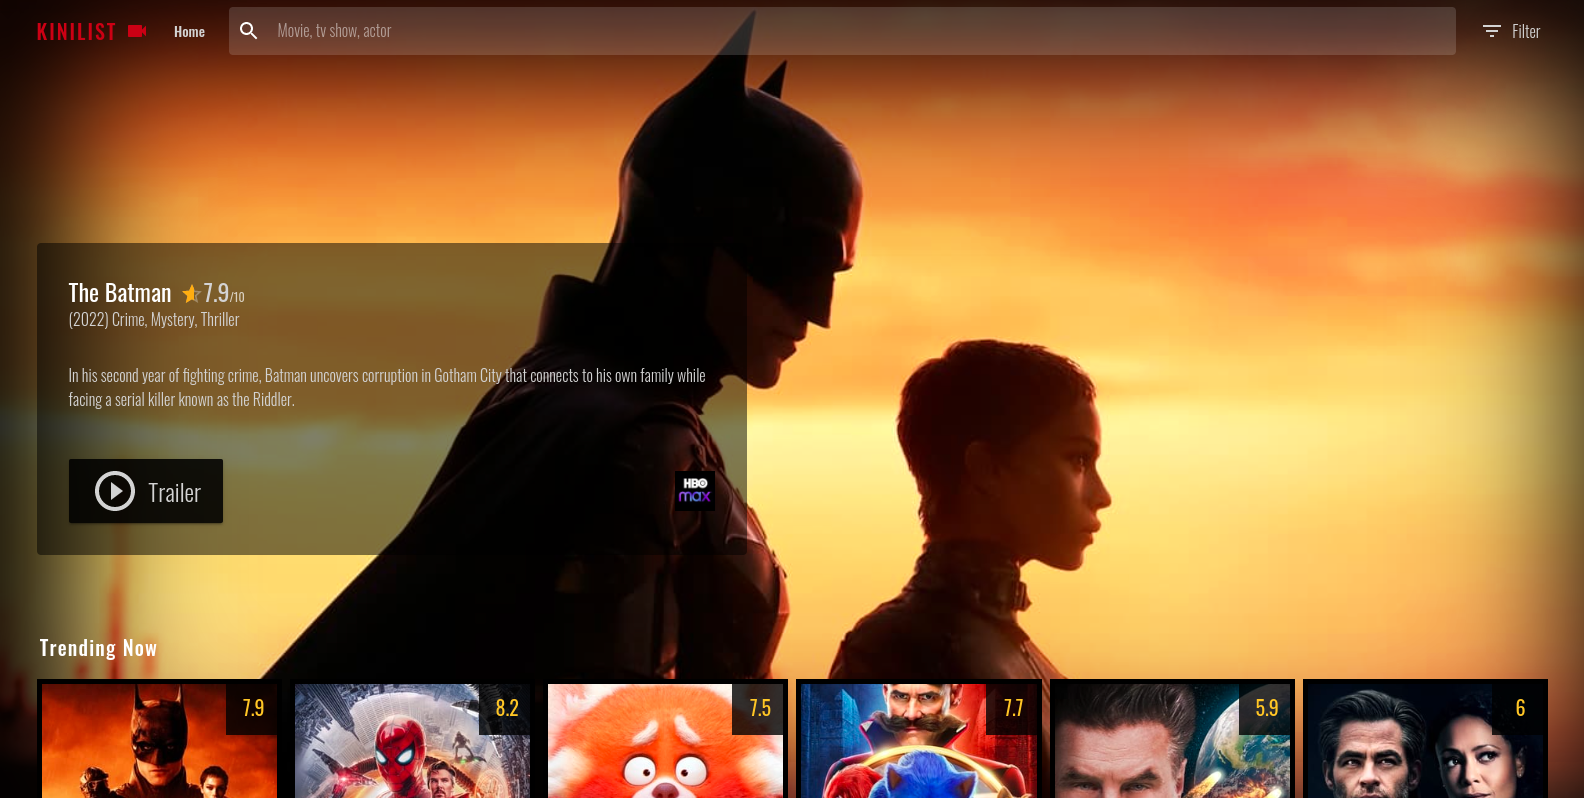 KINILIST
Home
Movie, tv show, actor
Filter
The Batman 7.9/10
(2022) Crime, Mystery, Thriller
In his second year of fighting crime, Batman uncovers corruption in Gotham City that connects to his own family while
facing a serial killer known as the Riddler.
Trailer
HBO
max
Trending Now
7.9
8.2
7.5
7.7
5.9
6